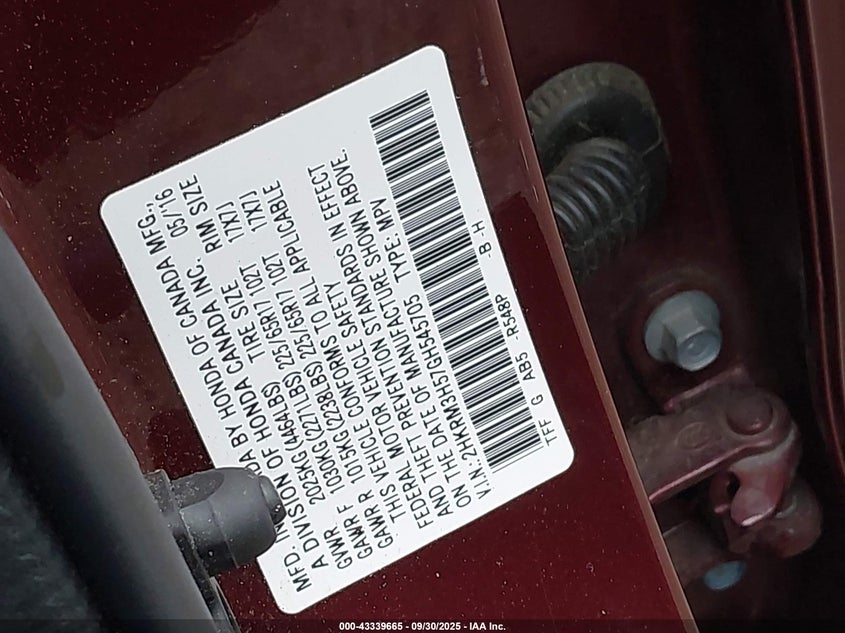 MFD. IN CANADA BY HONDA OF CANADA MFG.,
A DIVISION OF HONDA CANADA INC. 05/16
GVWR 2025KG(4464LBS) TIRE SIZE RIM SIZE
GAWR F 1030KG(2271LBS) 225/65R17 102T 17X7J
GAWR R 1015KG(2238LBS) 225/65R17 102T 17X7J
THIS VEHICLE CONFORMS TO ALL APPLICABLE
FEDERAL MOTOR VEHICLE SAFETY
AND THEFT PREVENTION STANDARDS IN EFFECT
ON THE DATE OF MANUFACTURE SHOWN ABOVE.
V.I.N: 2HKRM3H57GH545705 TYPE: MPV
TFF G AB5 -R548P -B -H
000-43339665 - 09/30/2025 - IAA Inc.